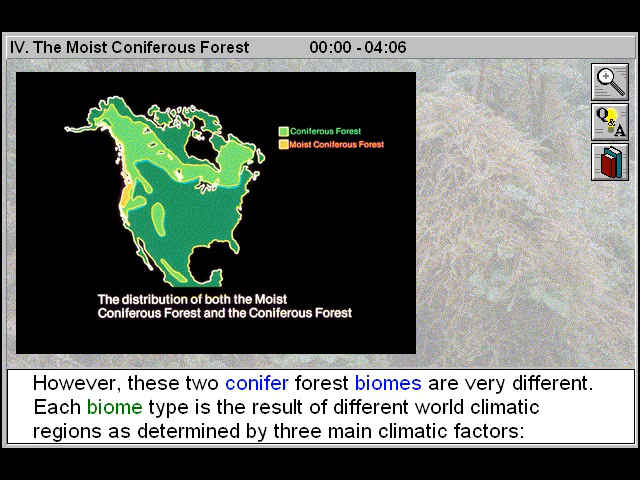 IV. The Moist Coniferous Forest 00:00 - 04:06
Coniferous Forest
Moist Coniferous Forest
Q&A
The distribution of both the Moist
Coniferous Forest and the Coniferous Forest
However, these two conifer forest biomes are very different.
Each biome type is the result of different world climatic
regions as determined by three main climatic factors: